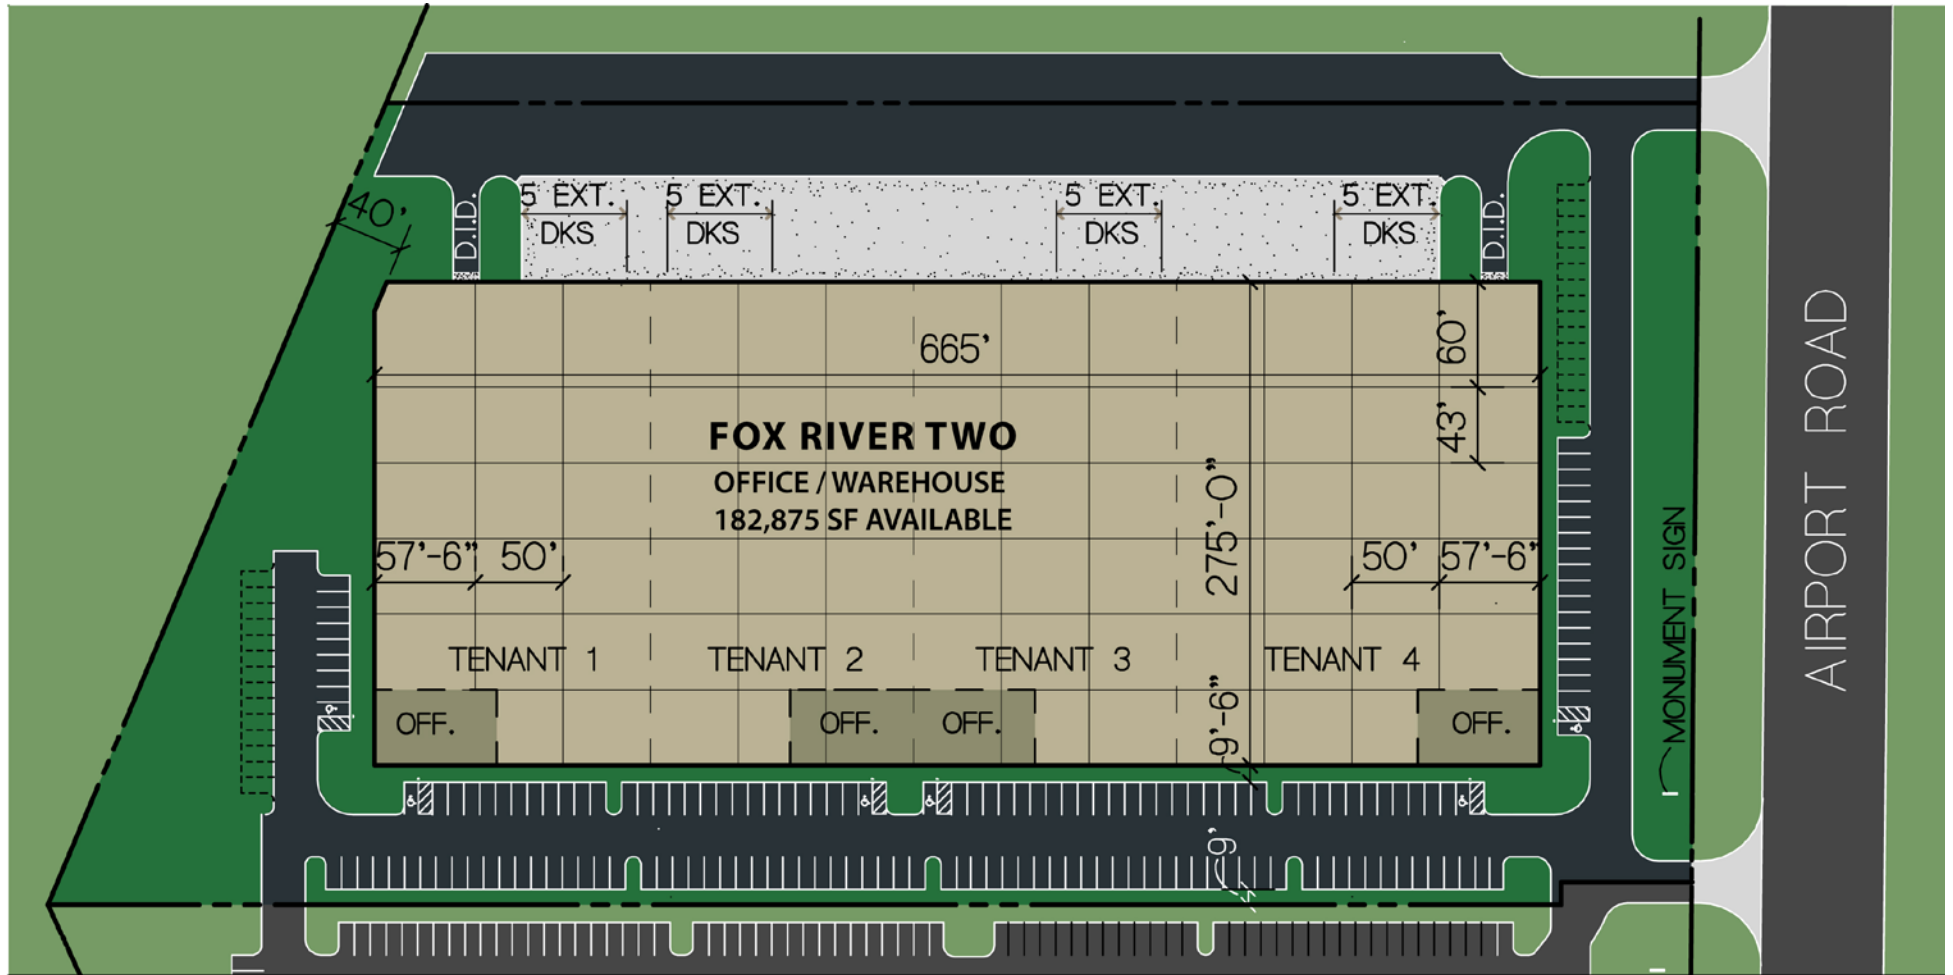 5 EXT.
DKS
5 EXT.
DKS
5 EXT.
DKS
5 EXT.
DKS
D.I.D.
D.I.D.
40'
665'
60'
43'
FOX RIVER TWO
OFFICE / WAREHOUSE
182,875 SF AVAILABLE
275'-0"
57'-6"
50'
50'
57'-6"
TENANT 1
TENANT 2
TENANT 3
TENANT 4
OFF.
OFF.
OFF.
OFF.
9'-6"
9'
MONUMENT SIGN
AIRPORT ROAD